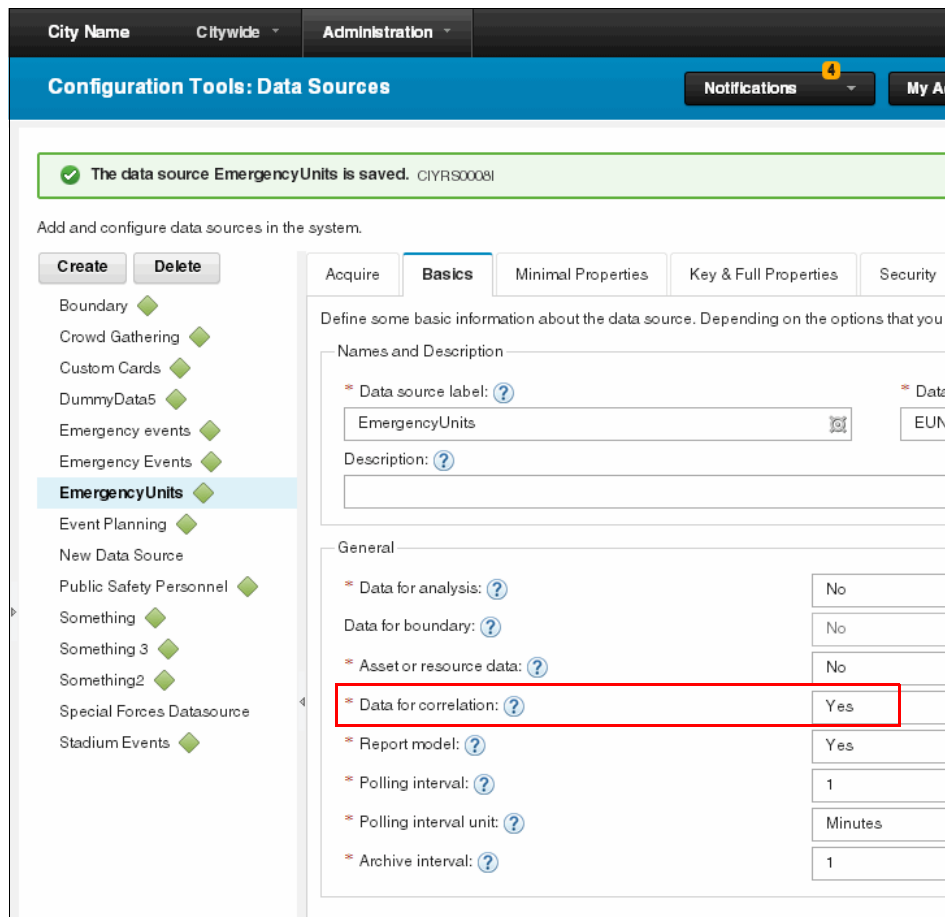 City Name Citywide Administration
Configuration Tools: Data Sources Notifications 4 My A
The data source EmergencyUnits is saved. CIYRS0008I
Add and configure data sources in the system.
Create Delete
Acquire Basics Minimal Properties Key & Full Properties Security
Boundary
Crowd Gathering
Custom Cards
DummyData5
Emergency events
Emergency Events
EmergencyUnits
Event Planning
New Data Source
Public Safety Personnel
Something
Something 3
Something2
Special Forces Datasource
Stadium Events
Define some basic information about the data source. Depending on the options that you
Names and Description
* Data source label: ? * Data
EmergencyUnits EUN
Description: ?
General
* Data for analysis: ? No
Data for boundary: ? No
* Asset or resource data: ? No
* Data for correlation: ? Yes
* Report model: ? Yes
* Polling interval: ? 1
* Polling interval unit: ? Minutes
* Archive interval: ? 1